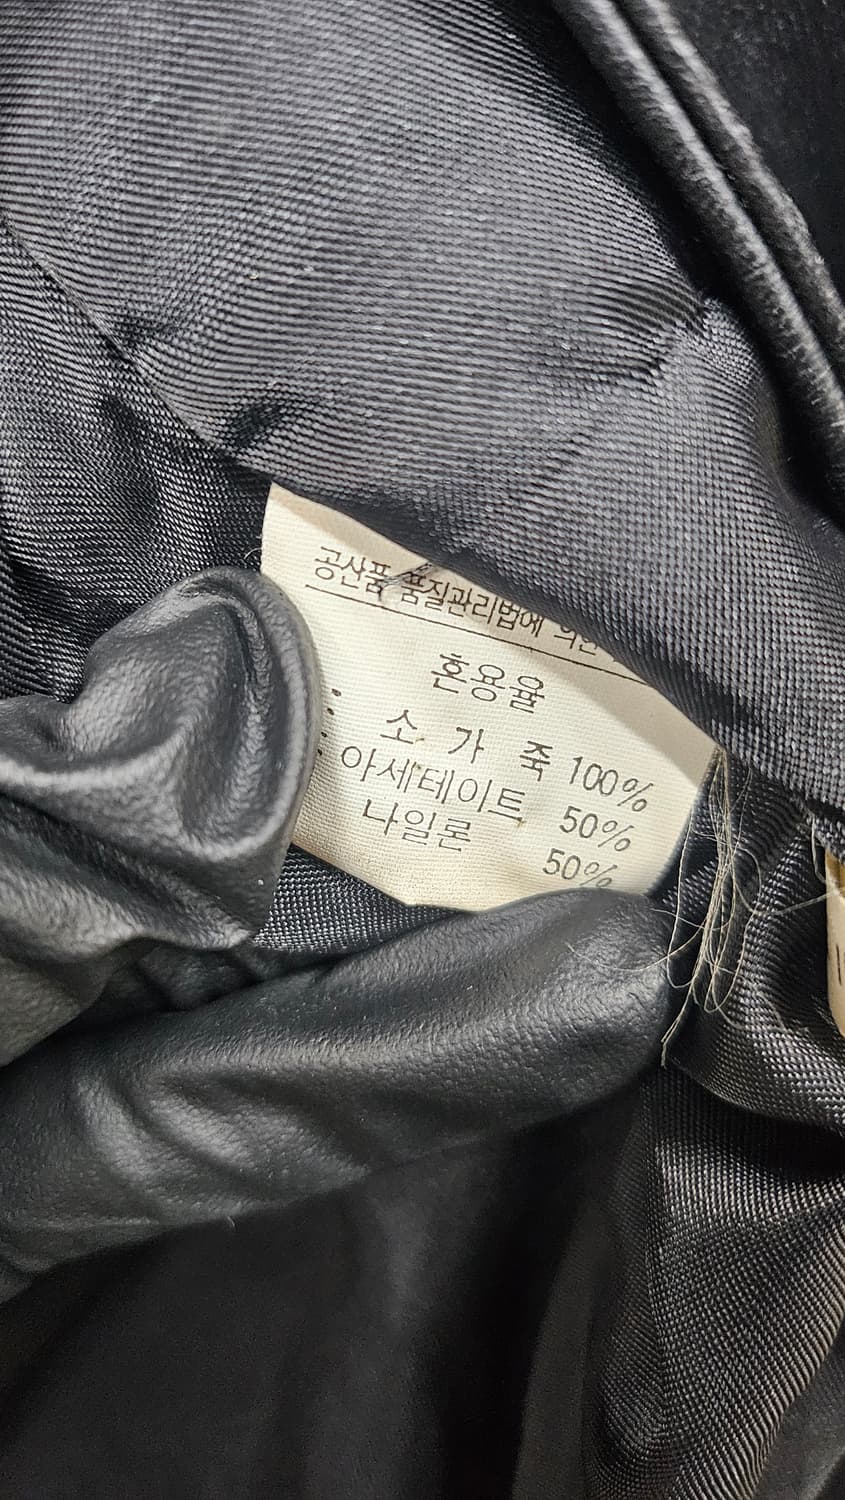 공산품 품질관리법에 의한
혼용율
: 소 가 죽 100%
: 아세테이트 50%
나일론 50%